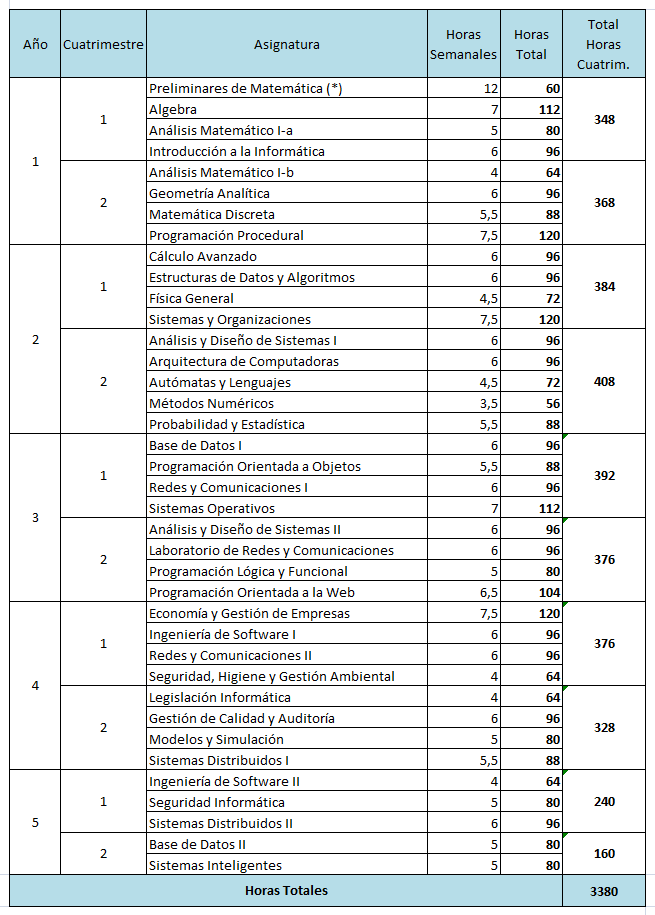 Año Cuatrimestre Asignatura Horas Semanales Horas Total Total Horas Cuatrim.
1 1 Preliminares de Matemática (*) 12 60 348
Algebra 7 112
Análisis Matemático I-a 5 80
Introducción a la Informática 6 96
2 Análisis Matemático I-b 4 64 368
Geometría Analítica 6 96
Matemática Discreta 5,5 88
Programación Procedural 7,5 120
2 1 Cálculo Avanzado 6 96 384
Estructuras de Datos y Algoritmos 6 96
Física General 4,5 72
Sistemas y Organizaciones 7,5 120
2 Análisis y Diseño de Sistemas I 6 96 408
Arquitectura de Computadoras 6 96
Autómatas y Lenguajes 4,5 72
Métodos Numéricos 3,5 56
Probabilidad y Estadística 5,5 88
3 1 Base de Datos I 6 96 392
Programación Orientada a Objetos 5,5 88
Redes y Comunicaciones I 6 96
Sistemas Operativos 7 112
2 Análisis y Diseño de Sistemas II 6 96 376
Laboratorio de Redes y Comunicaciones 6 96
Programación Lógica y Funcional 5 80
Programación Orientada a la Web 6,5 104
4 1 Economía y Gestión de Empresas 7,5 120 376
Ingeniería de Software I 6 96
Redes y Comunicaciones II 6 96
Seguridad, Higiene y Gestión Ambiental 4 64
2 Legislación Informática 4 64 328
Gestión de Calidad y Auditoría 6 96
Modelos y Simulación 5 80
Sistemas Distribuidos I 5,5 88
5 1 Ingeniería de Software II 4 64 240
Seguridad Informática 5 80
Sistemas Distribuidos II 6 96
2 Base de Datos II 5 80 160
Sistemas Inteligentes 5 80
Horas Totales 3380